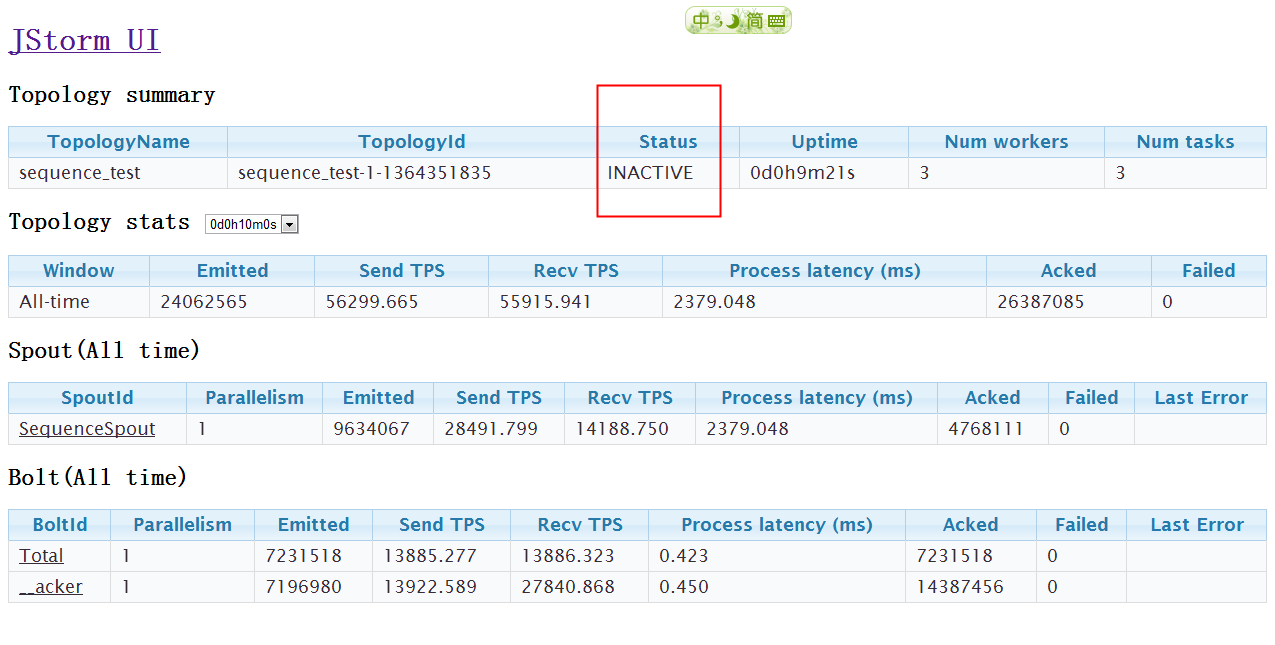 中 简
JStorm UI
Topology summary
TopologyName TopologyId Status Uptime Num workers Num tasks
sequence_test sequence_test-1-1364351835 INACTIVE 0d0h9m21s 3 3
Topology stats 0d0h10m0s
Window Emitted Send TPS Recv TPS Process latency (ms) Acked Failed
All-time 24062565 56299.665 55915.941 2379.048 26387085 0
Spout(All time)
SpoutId Parallelism Emitted Send TPS Recv TPS Process latency (ms) Acked Failed Last Error
SequenceSpout 1 9634067 28491.799 14188.750 2379.048 4768111 0
Bolt(All time)
BoltId Parallelism Emitted Send TPS Recv TPS Process latency (ms) Acked Failed Last Error
Total 1 7231518 13885.277 13886.323 0.423 7231518 0
__acker 1 7196980 13922.589 27840.868 0.450 14387456 0